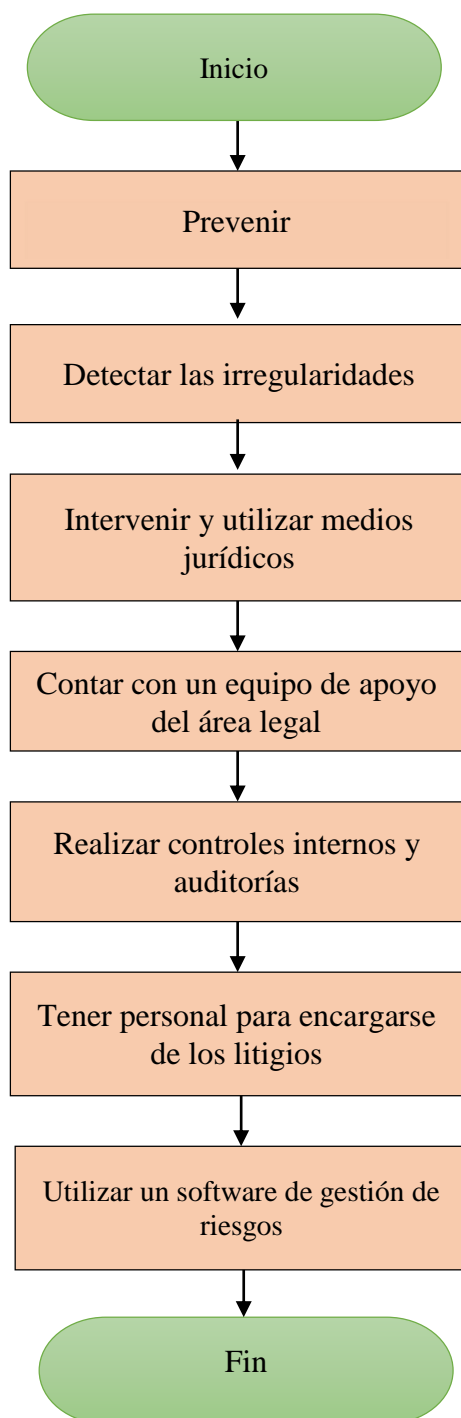 Inicio
Prevenir
Detectar las irregularidades
Intervenir y utilizar medios
jurídicos
Contar con un equipo de apoyo
del área legal
Realizar controles internos y
auditorías
Tener personal para encargarse
de los litigios
Utilizar un software de gestión de
riesgos
Fin